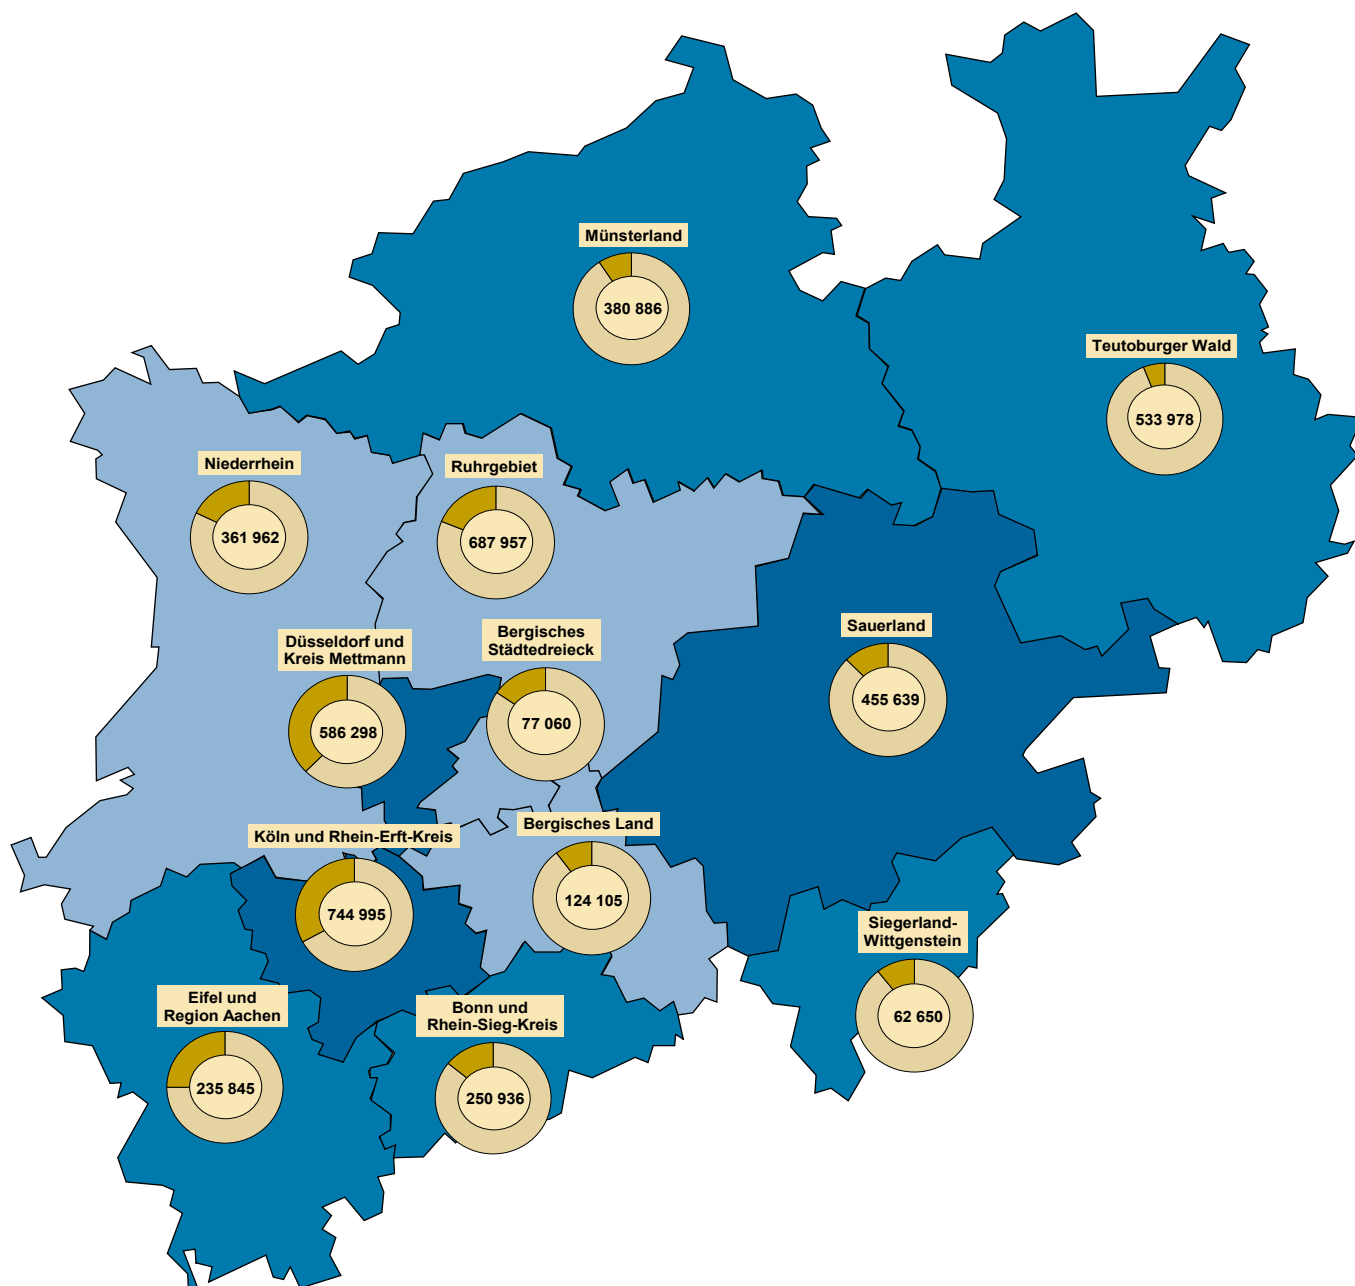 Münsterland
380 886
Teutoburger Wald
533 978
Niederrhein
361 962
Ruhrgebiet
687 957
Düsseldorf und
Kreis Mettmann
586 298
Bergisches
Städtedreieck
77 060
Sauerland
455 639
Köln und Rhein-Erft-Kreis
744 995
Bergisches Land
124 105
Siegerland-
Wittgenstein
62 650
Eifel und
Region Aachen
235 845
Bonn und
Rhein-Sieg-Kreis
250 936